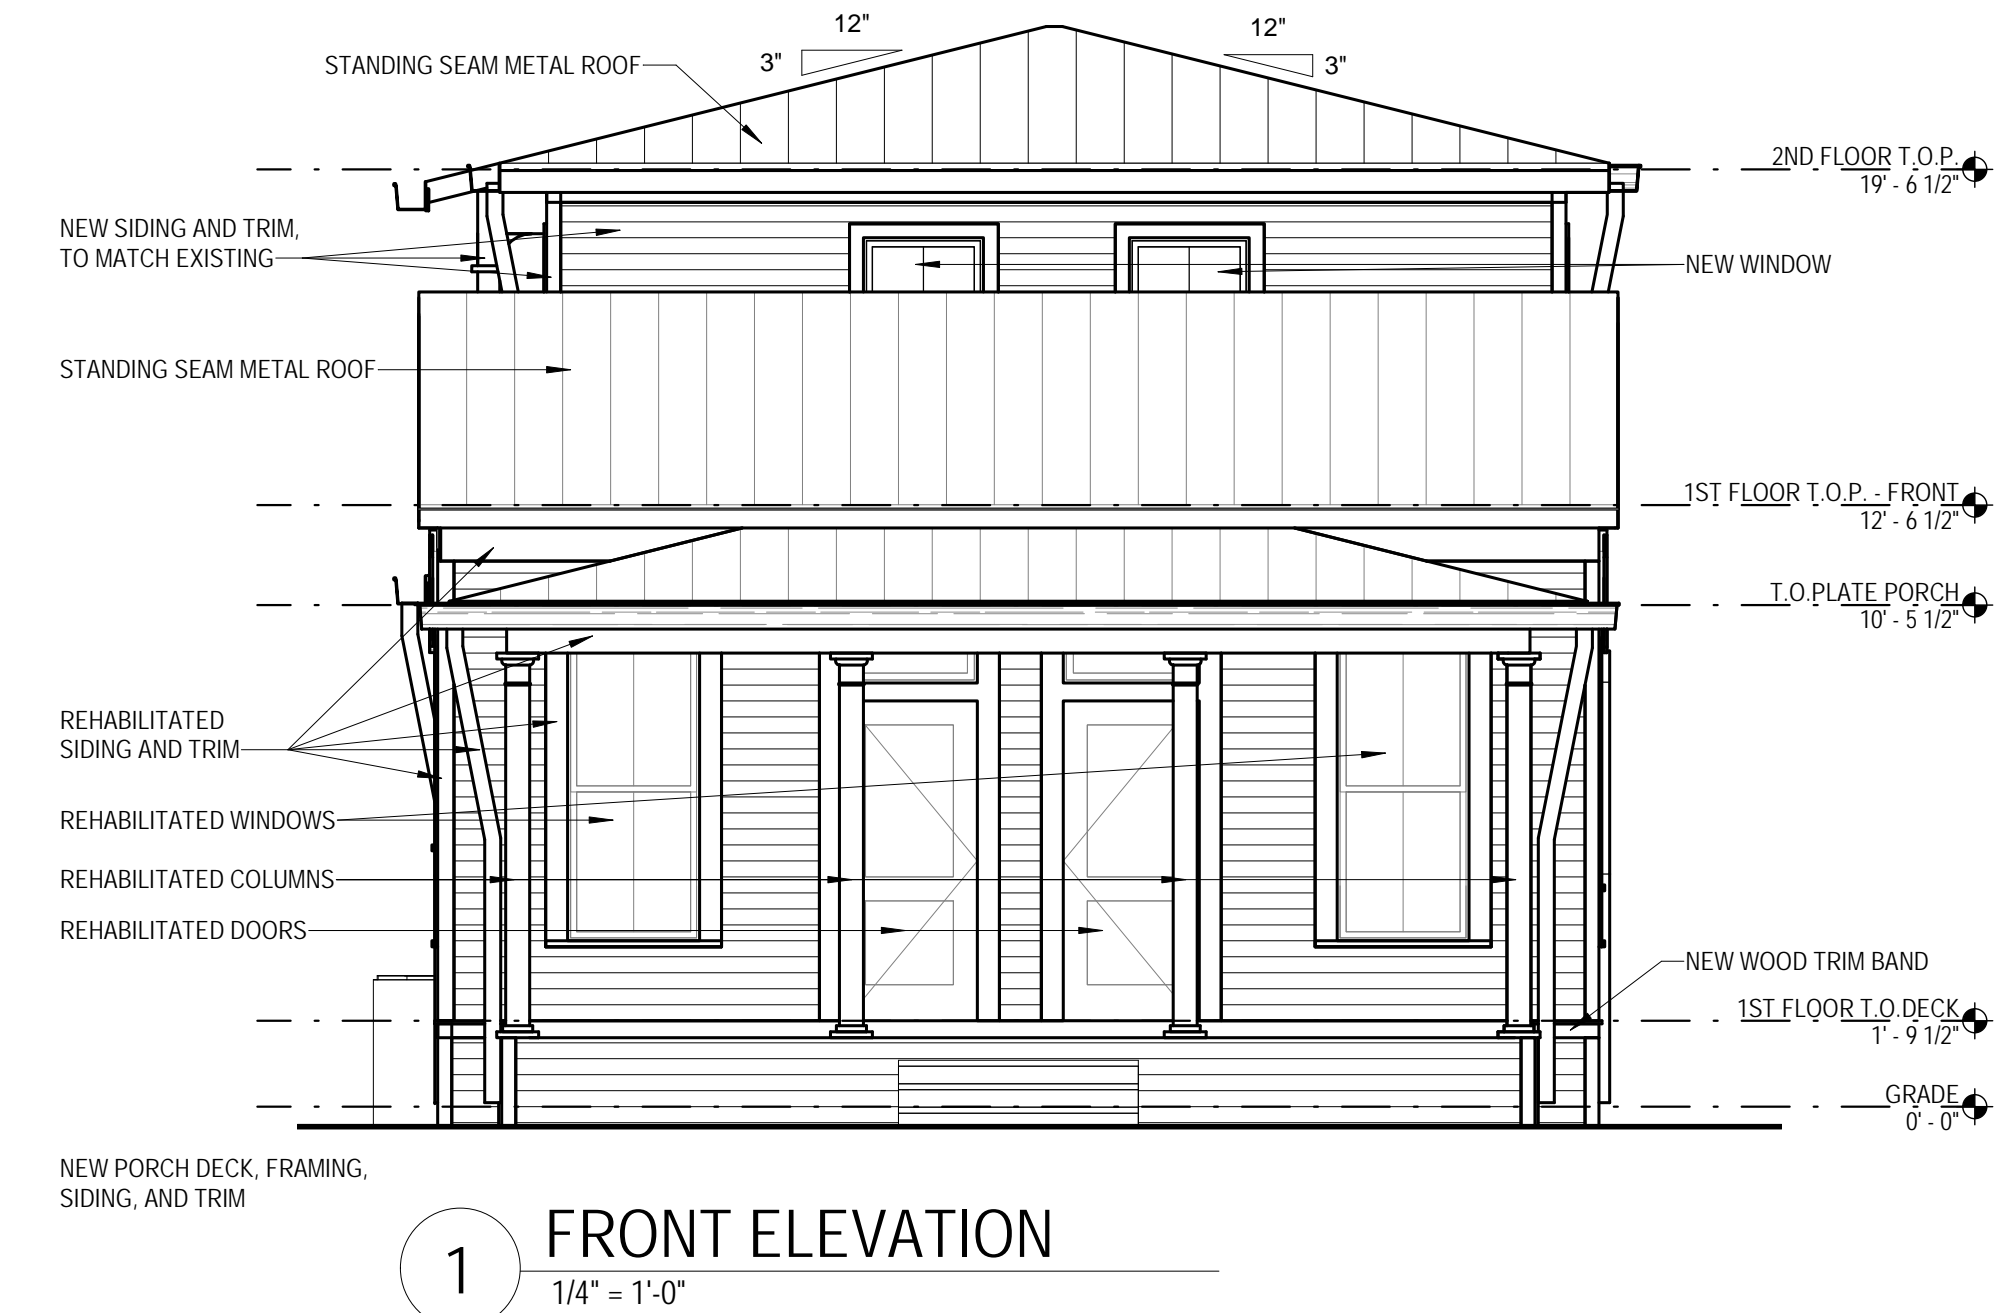 12"
12"
3"
3"
STANDING SEAM METAL ROOF
2ND FLOOR T.O.P.
19' - 6 1/2"
NEW SIDING AND TRIM,
TO MATCH EXISTING
NEW WINDOW
STANDING SEAM METAL ROOF
1ST FLOOR T.O.P. - FRONT
12' - 6 1/2"
T.O.PLATE PORCH
10' - 5 1/2"
REHABILITATED
SIDING AND TRIM
REHABILITATED WINDOWS
REHABILITATED COLUMNS
REHABILITATED DOORS
NEW WOOD TRIM BAND
1ST FLOOR T.O.DECK
1' - 9 1/2"
GRADE
0' - 0"
NEW PORCH DECK, FRAMING,
SIDING, AND TRIM
1
FRONT ELEVATION
1/4" = 1'-0"